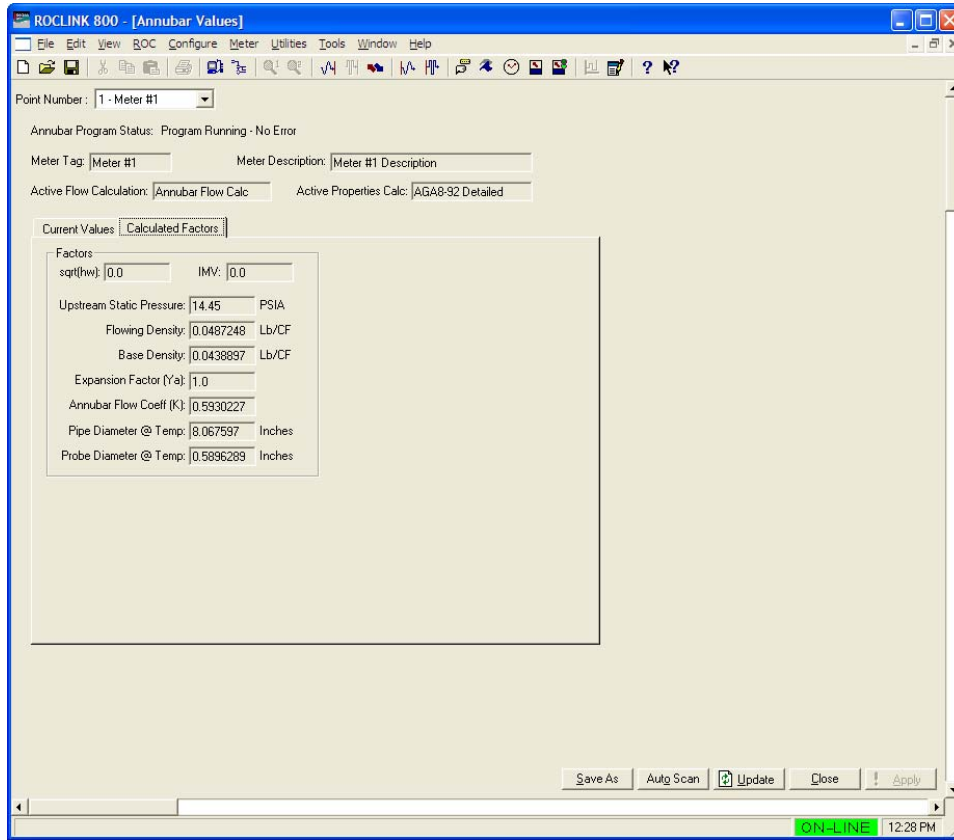 ROCLINK 800 - [Annubar Values]
File Edit View ROC Configure Meter Utilities Tools Window Help
Point Number : 1 - Meter #1
Annubar Program Status: Program Running - No Error
Meter Tag: Meter #1 Meter Description: Meter #1 Description
Active Flow Calculation: Annubar Flow Calc Active Properties Calc: AGA8-92 Detailed
Current Values Calculated Factors
Factors
sqrt(hw): 0.0 IMV: 0.0
Upstream Static Pressure: 14.45 PSIA
Flowing Density: 0.0487248 Lb/CF
Base Density: 0.0438897 Lb/CF
Expansion Factor (Ya): 1.0
Annubar Flow Coeff (K): 0.5930227
Pipe Diameter @ Temp: 8.067597 Inches
Probe Diameter @ Temp: 0.5896289 Inches
Save As Auto Scan Update Close ! Apply
ON-LINE 12:28 PM